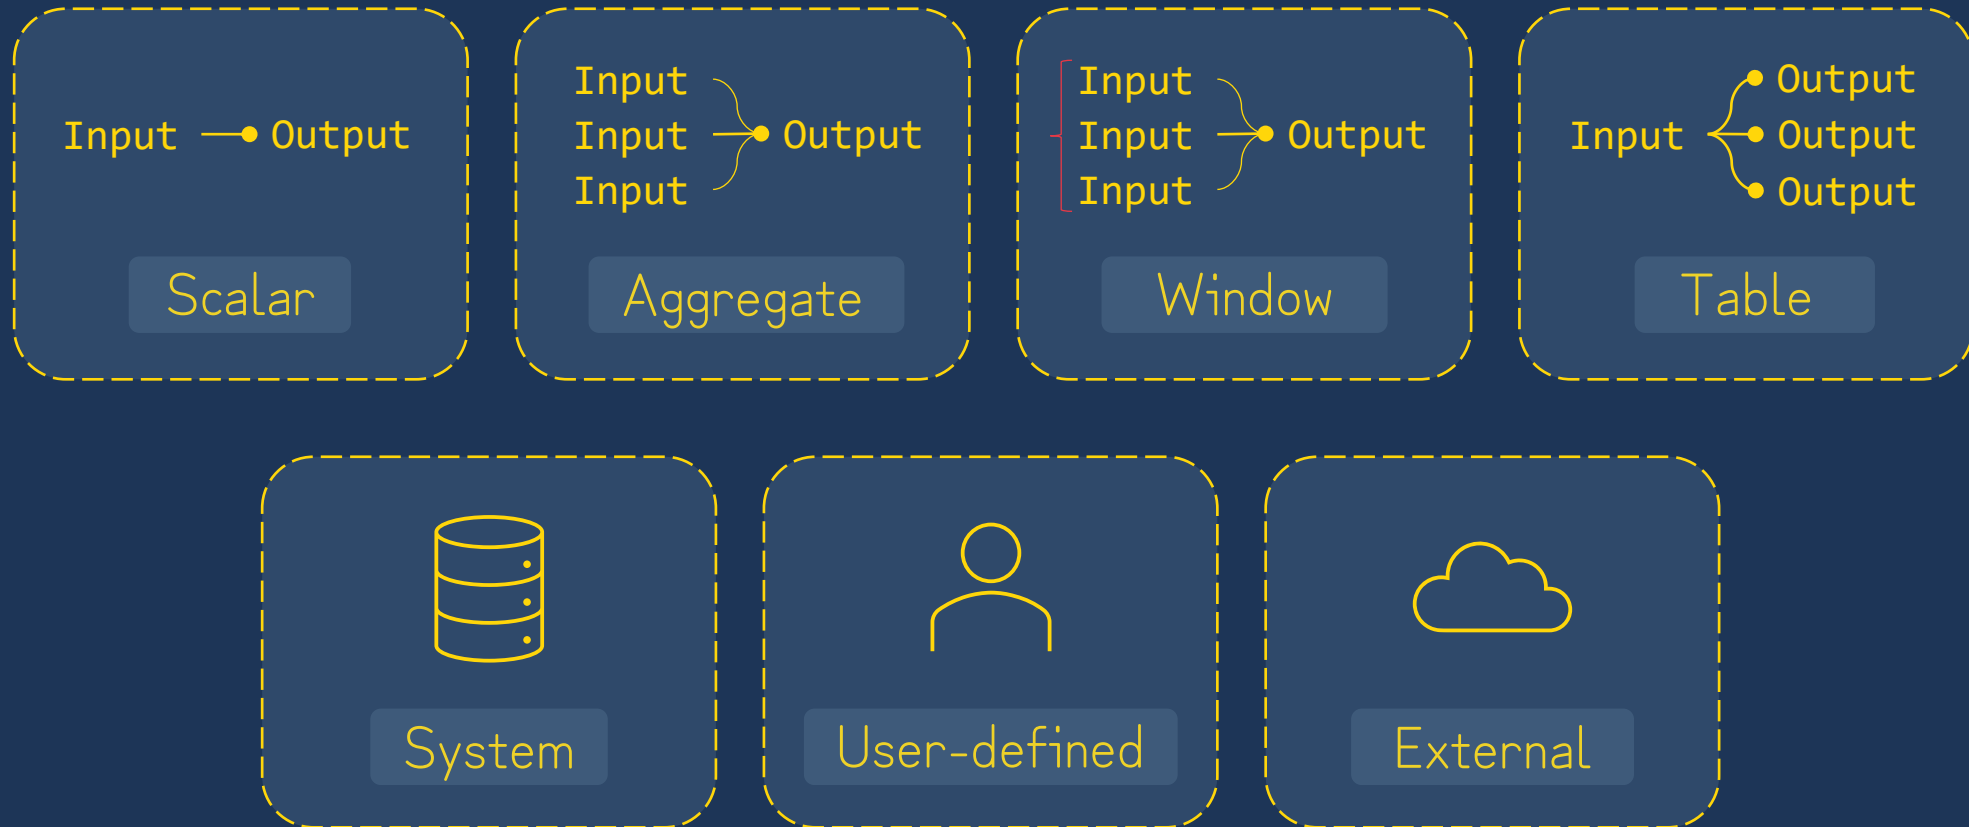 Input Output
Scalar
Input
Input Output
Input
Aggregate
Input
Input Output
Input
Window
Output
Input Output
Output
Table
System
User-defined
External